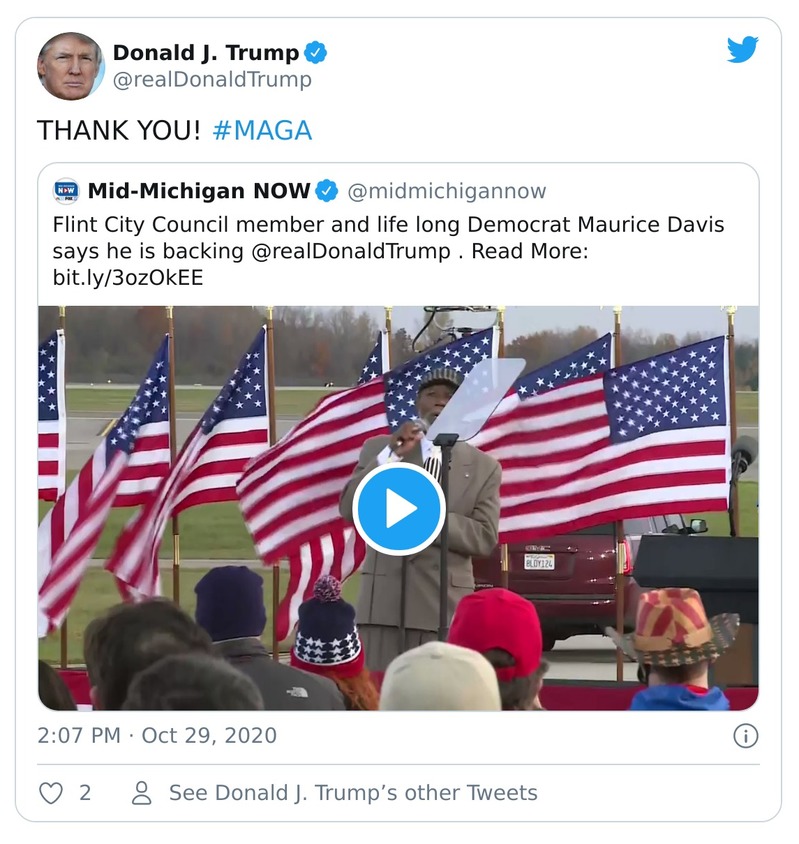 Donald J. Trump
@realDonaldTrump
THANK YOU! #MAGA
Mid-Michigan NOW @midmichigannow
Flint City Council member and life long Democrat Maurice Davis
says he is backing @realDonaldTrump . Read More:
bit.ly/3ozOkEE
NOW
GMC
2:07 PM · Oct 29, 2020
2
See Donald J. Trump’s other Tweets